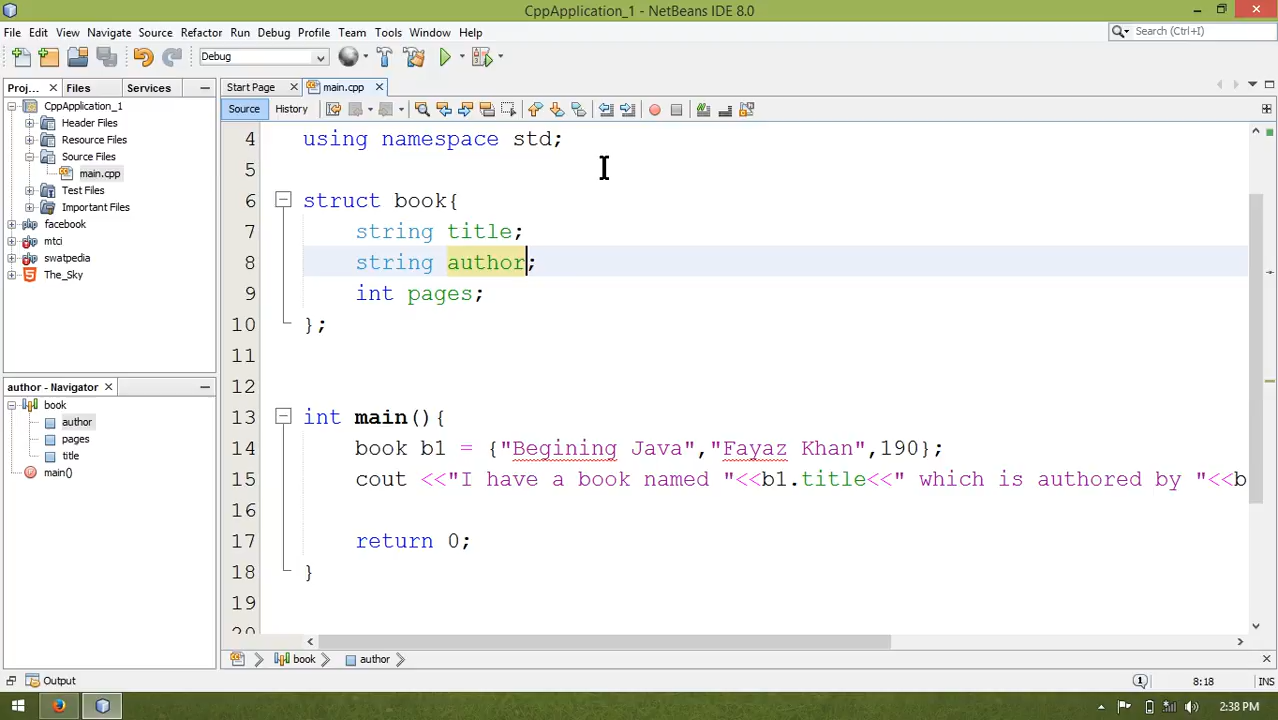 CppApplication_1 - NetBeans IDE 8.0
File Edit View Navigate Source Refactor Run Debug Profile Team Tools Window Help
Search (Ctrl+I)
Debug
Proj... Files Services
Start Page main.cpp
Source History
CppApplication_1
Header Files
Resource Files
Source Files
main.cpp
Test Files
Important Files
facebook
mtci
swatpedia
The_Sky
author - Navigator
book
author
pages
title
main()
4 using namespace std;
5
6 struct book{
7 string title;
8 string author;
9 int pages;
10 };
11
12
13 int main(){
14 book b1 = {"Begining Java","Fayaz Khan",190};
15 cout <<"I have a book named "<<b1.title<<" which is authored by "<<b
16
17 return 0;
18 }
19
20
book author
Output
1 8:18 INS
2:38 PM